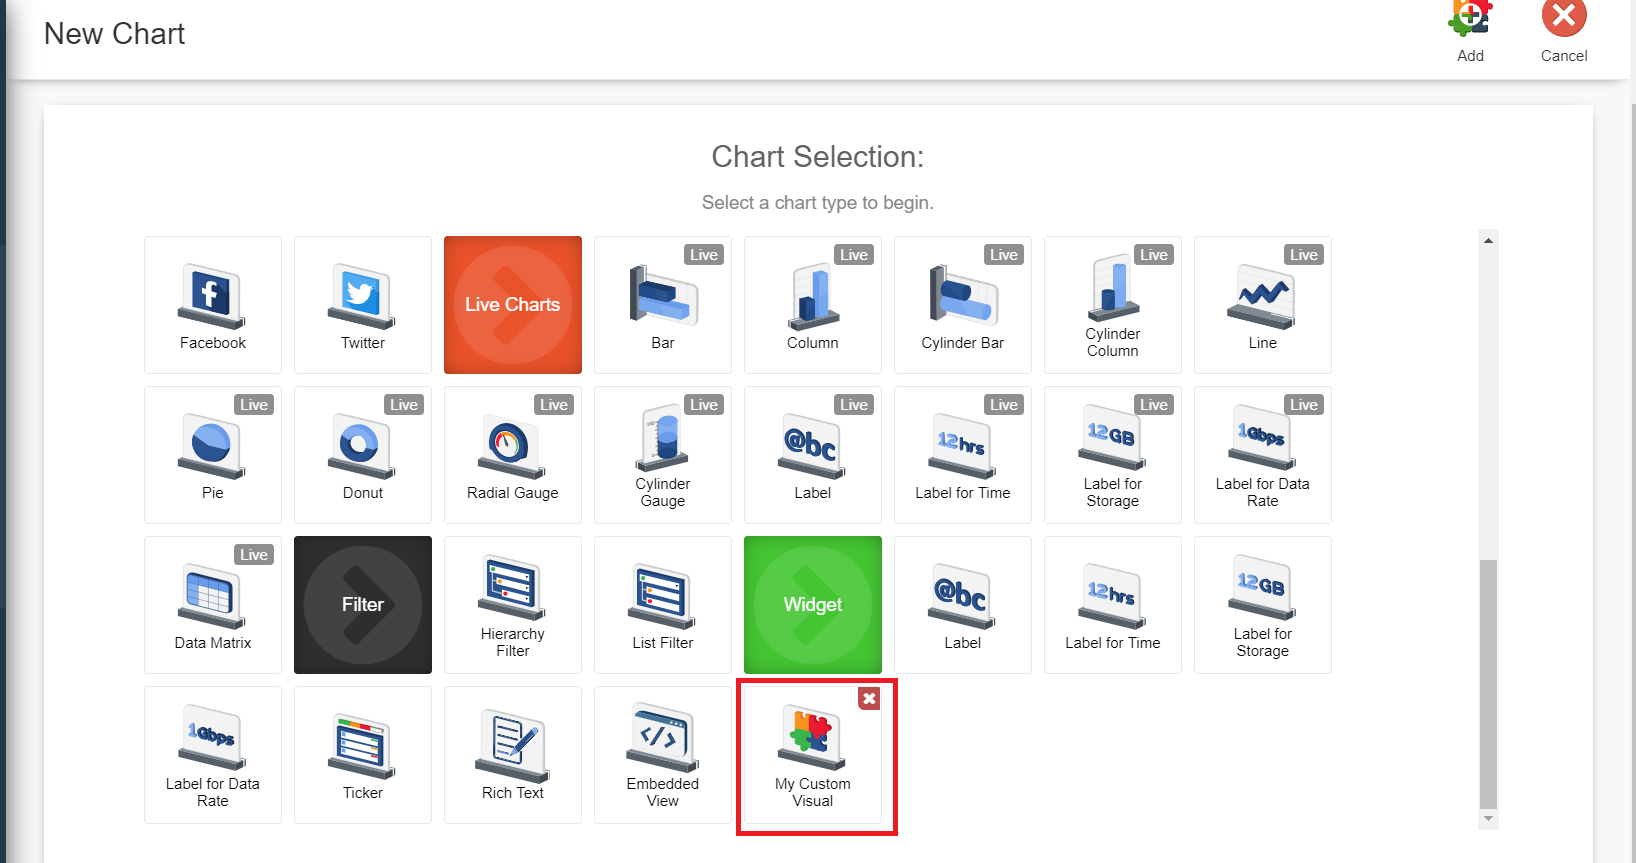 New Chart
Add
Cancel
Chart Selection:
Select a chart type to begin.
Facebook
Twitter
Live Charts
Live
Bar
Live
Column
Live
Cylinder Bar
Live
Cylinder
Column
Live
Line
Live
Pie
Live
Donut
Live
Radial Gauge
Live
Cylinder
Gauge
Live
@bc
Label
Live
12hrs
Label for Time
Live
12GB
Label for
Storage
Live
1Gbps
Label for Data
Rate
Live
Data Matrix
Filter
Hierarchy
Filter
List Filter
Widget
@bc
Label
12hrs
Label for Time
12GB
Label for
Storage
1Gbps
Label for Data
Rate
Ticker
Rich Text
</>
Embedded
View
My Custom
Visual